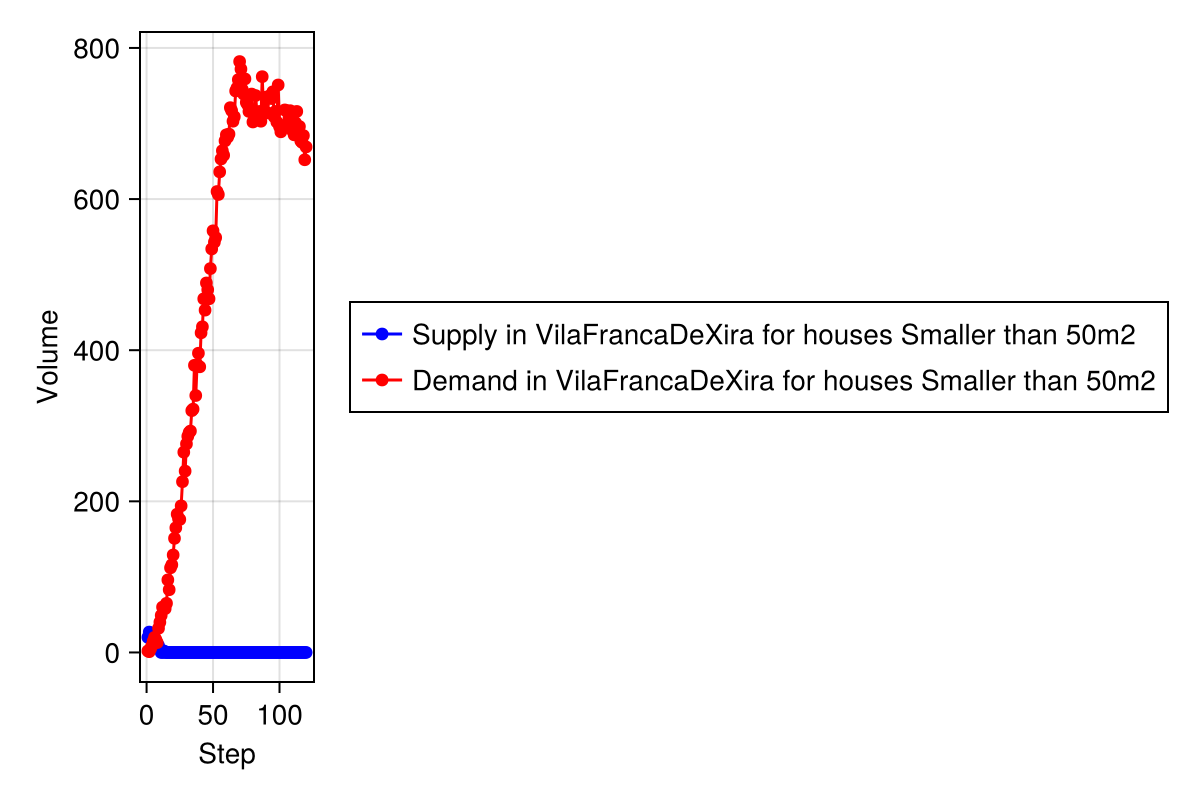 800
600
400
200
0
Volume
0 50 100
Step
Supply in VilaFrancaDeXira for houses Smaller than 50m2
Demand in VilaFrancaDeXira for houses Smaller than 50m2